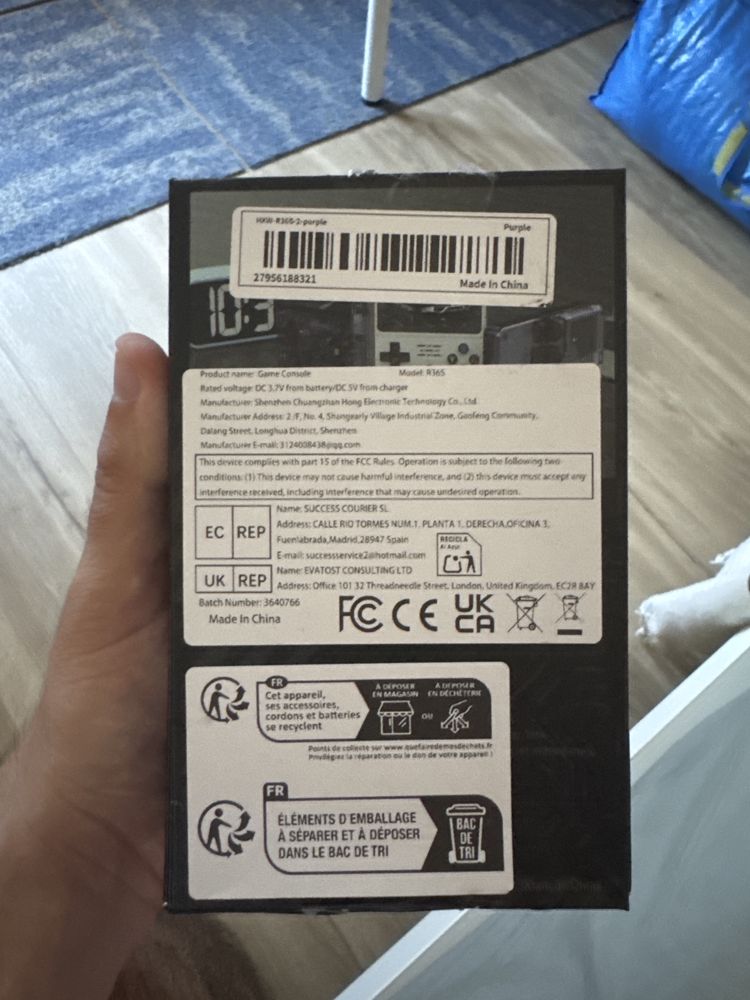 HXW-R36S-2-purple
Purple
27956188321
Made In China
10:3
Product name: Game Console
Model: R36S
Rated voltage: DC 3.7V from battery/DC 5V from charger
Manufacturer: Shenzhen Chuangzhan Hong Electronic Technology Co., Ltd
Manufacturer Address: 2 /F, No. 4, Shangearly Village Industrial Zone, Gaofeng Community,
Dalang Street, Longhua District, Shenzhen
Manufacturer E-mail: 3124008438@qq.com
This device complies with part 15 of the FCC Rules. Operation is subject to the following two
conditions: (1) This device may not cause harmful interference, and (2) this device must accept any
interference received, including interference that may cause undesired operation.
EC REP
Name: SUCCESS COURIER SL
Address: CALLE RIO TORMES NUM.1, PLANTA 1, DERECHA,OFICINA 3,
Fuenlabrada,Madrid,28947 Spain
E-mail: successservice2@hotmail.com
RECICLA
Al Azul
UK REP
Name: EVATOST CONSULTING LTD
Address: Office 101 32 Threadneedle Street, London, United Kingdom, EC2R 8AY
Batch Number: 3640766
Made In China
FC CE UK
CA
FR
Cet appareil,
ses accessoires,
cordons et batteries
se recyclent
À DÉPOSER
EN MAGASIN
OU
À DÉPOSER
EN DÉCHÈTERIE
Points de collecte sur www.quefairedemesdechets.fr
Privilégiez la réparation ou le don de votre appareil !
FR
ÉLÉMENTS D'EMBALLAGE
À SÉPARER ET À DÉPOSER
DANS LE BAC DE TRI
BAC
DE
TRI